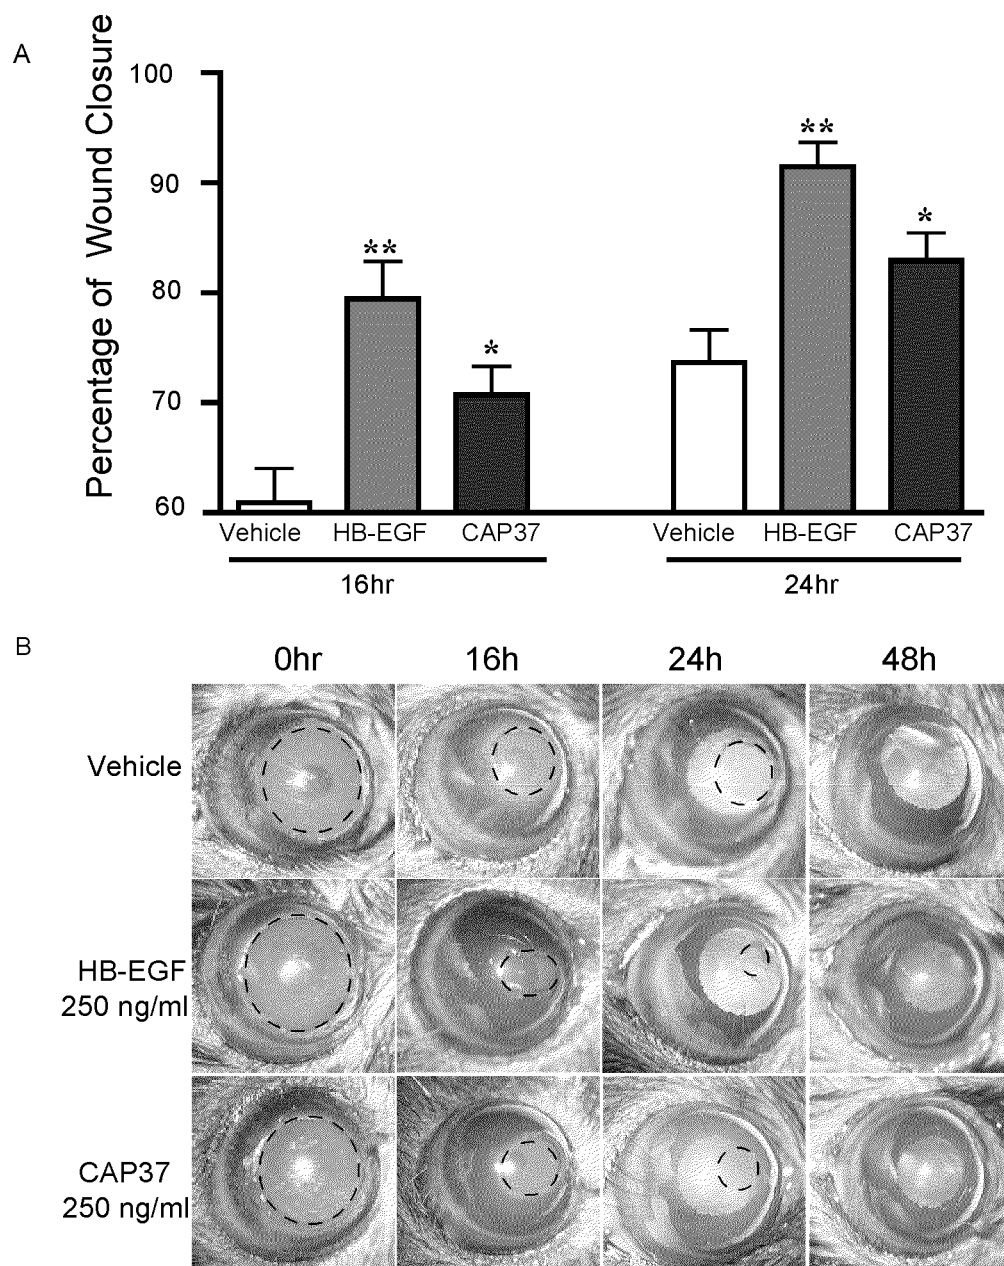 A
Percentage of Wound Closure
100
90
80
70
60
**
*
**
*
Vehicle HB-EGF CAP37 Vehicle HB-EGF CAP37
16hr 24hr
B
0hr 16h 24h 48h
Vehicle
HB-EGF
250 ng/ml
CAP37
250 ng/ml